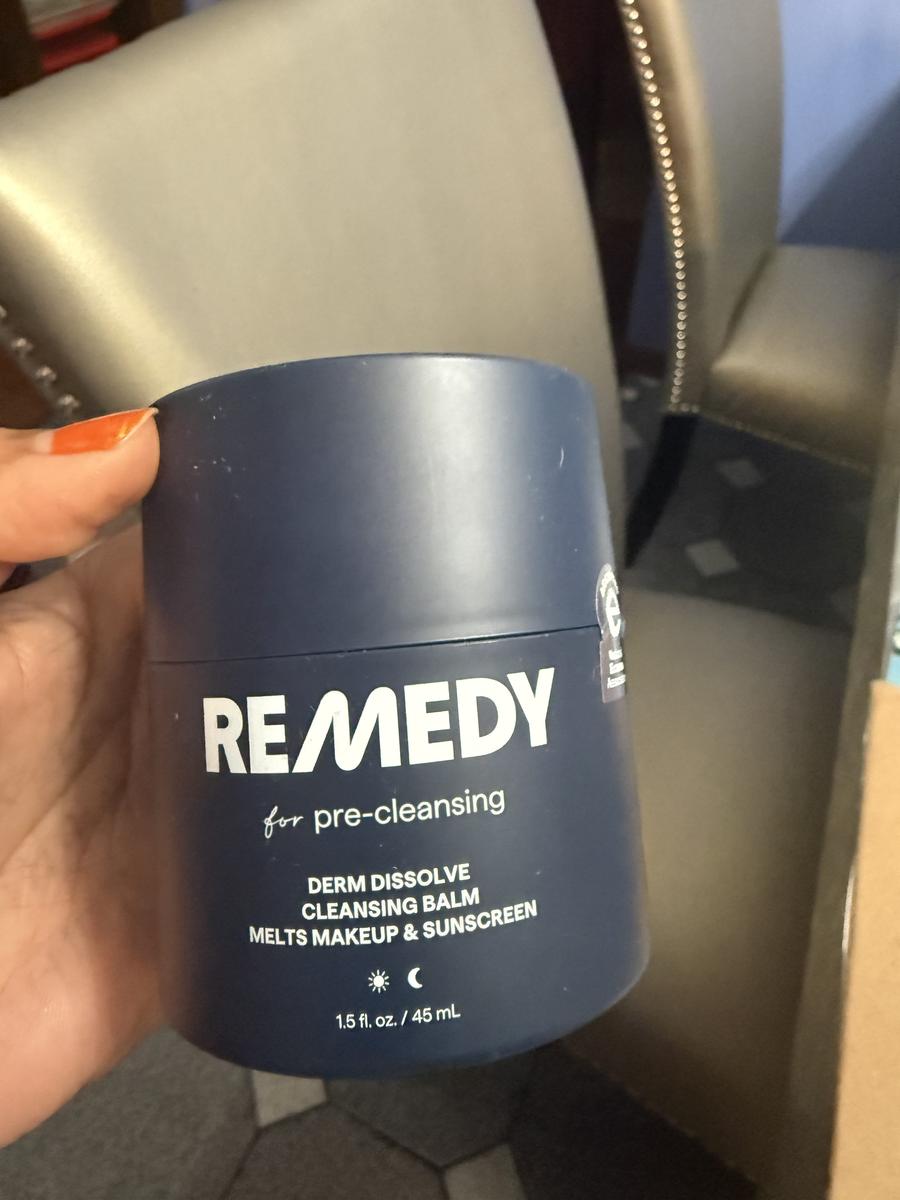 REMEDY
for pre-cleansing
DERM DISSOLVE
CLEANSING BALM
MELTS MAKEUP & SUNSCREEN
1.5 fl. oz. / 45 mL